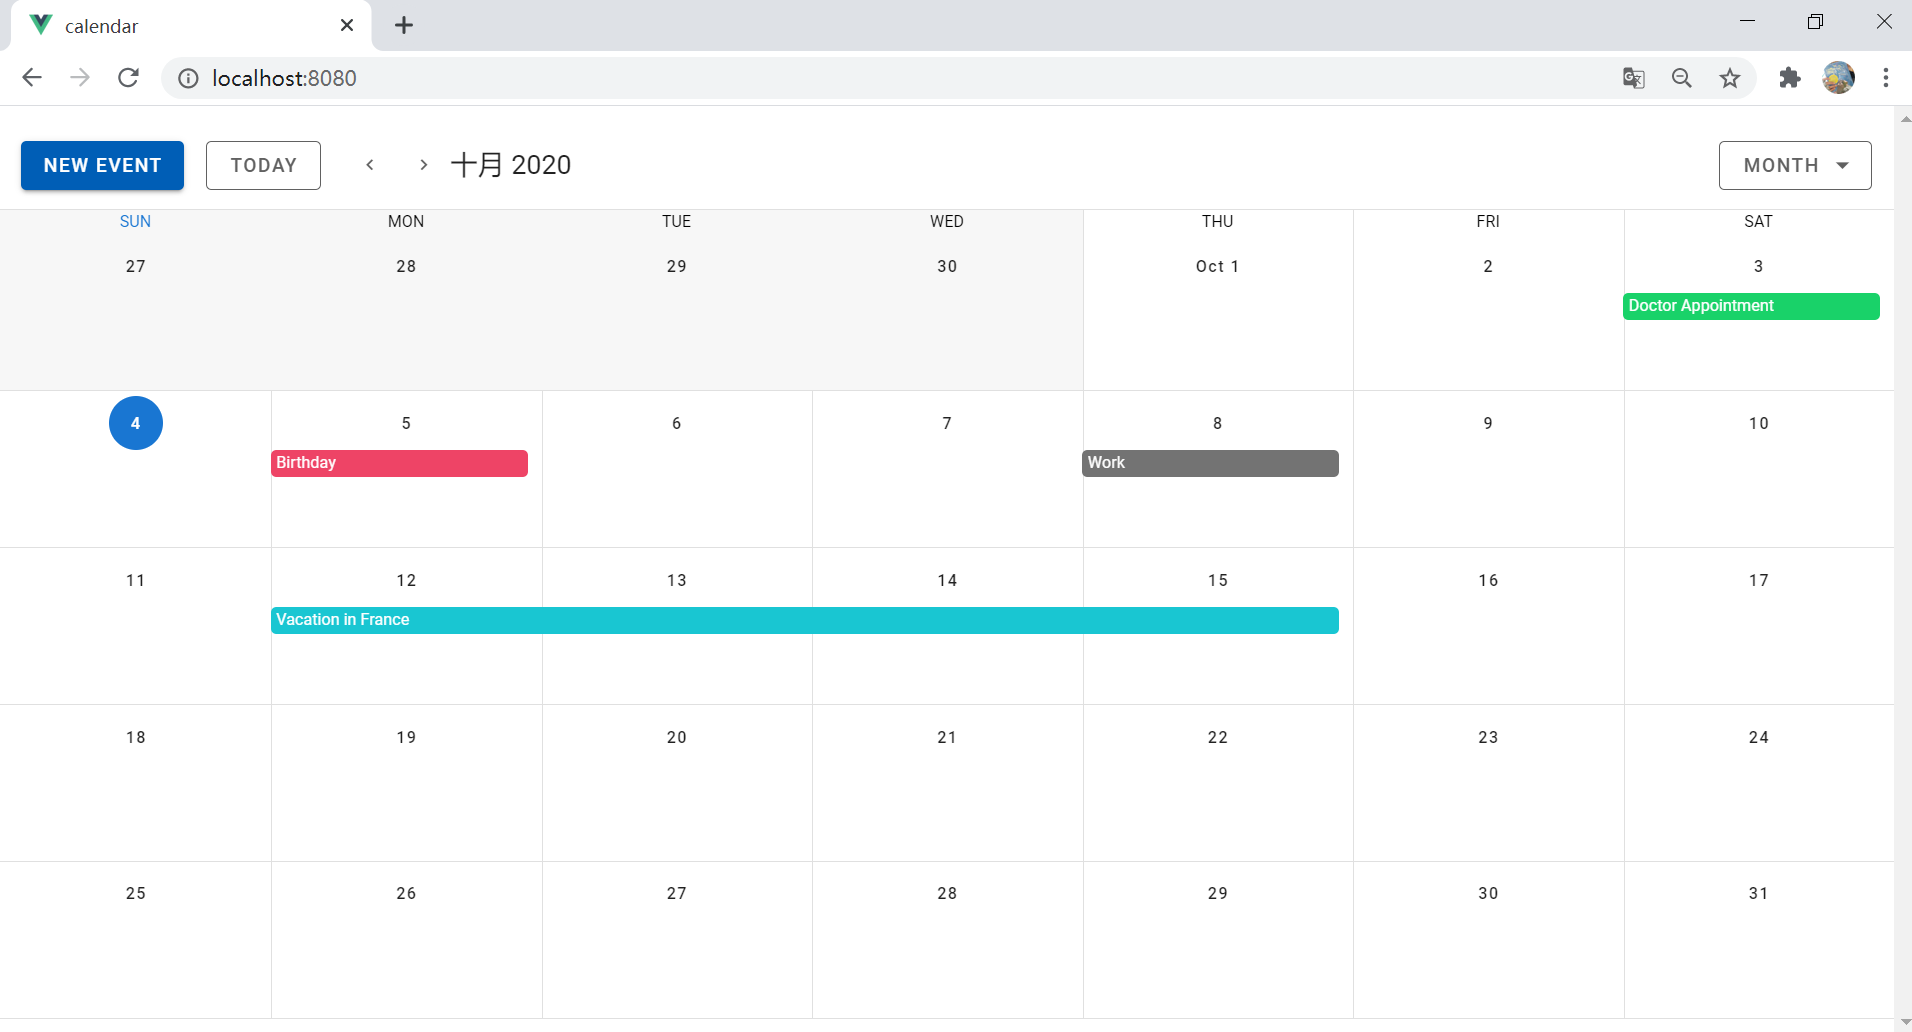 calendar
localhost:8080
NEW EVENT TODAY 十月 2020 MONTH
SUN MON TUE WED THU FRI SAT
27 28 29 30 Oct 1 2 3
Doctor Appointment
4 5 6 7 8 9 10
Birthday Work
11 12 13 14 15 16 17
Vacation in France
18 19 20 21 22 23 24
25 26 27 28 29 30 31